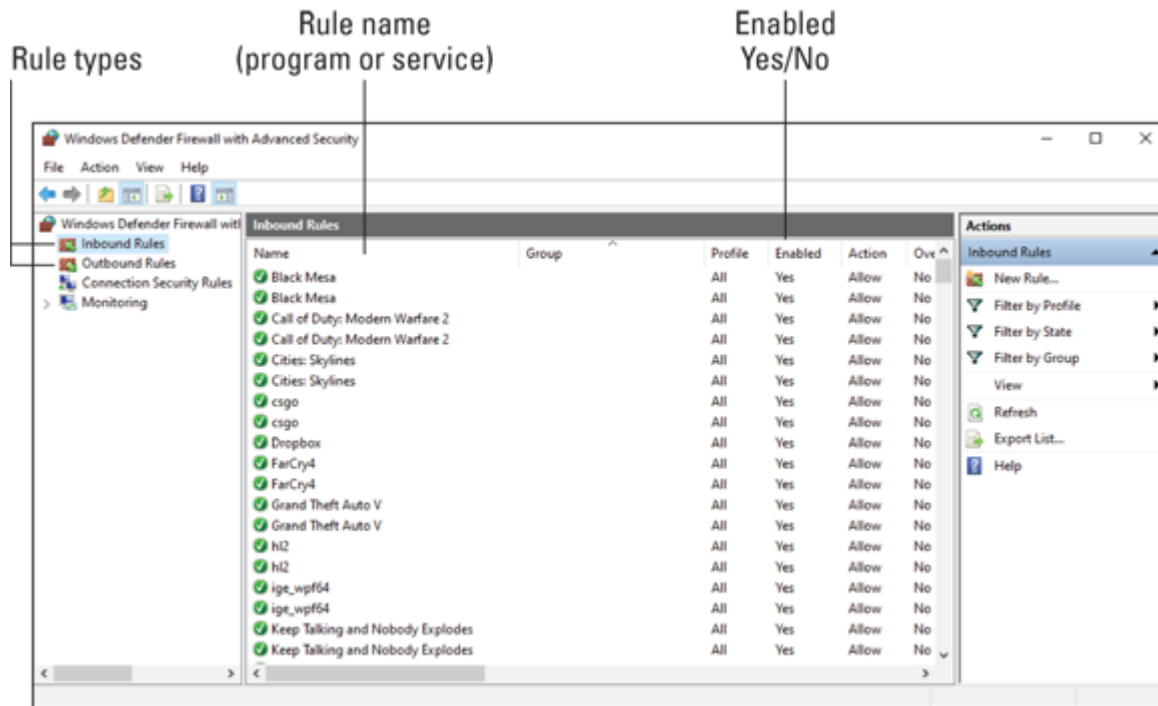 Rule types
Rule name
(program or service)
Enabled
Yes/No
Windows Defender Firewall with Advanced Security
File Action View Help
Windows Defender Firewall witl
Inbound Rules
Outbound Rules
Connection Security Rules
Monitoring
Inbound Rules
Name Group Profile Enabled Action Ove
Black Mesa All Yes Allow No
Black Mesa All Yes Allow No
Call of Duty: Modern Warfare 2 All Yes Allow No
Call of Duty: Modern Warfare 2 All Yes Allow No
Cities: Skylines All Yes Allow No
Cities: Skylines All Yes Allow No
csgo All Yes Allow No
csgo All Yes Allow No
Dropbox All Yes Allow No
FarCry4 All Yes Allow No
FarCry4 All Yes Allow No
Grand Theft Auto V All Yes Allow No
Grand Theft Auto V All Yes Allow No
hl2 All Yes Allow No
hl2 All Yes Allow No
ige_wpf64 All Yes Allow No
ige_wpf64 All Yes Allow No
Keep Talking and Nobody Explodes All Yes Allow No
Keep Talking and Nobody Explodes All Yes Allow No
Actions
Inbound Rules
New Rule...
Filter by Profile
Filter by State
Filter by Group
View
Refresh
Export List...
Help